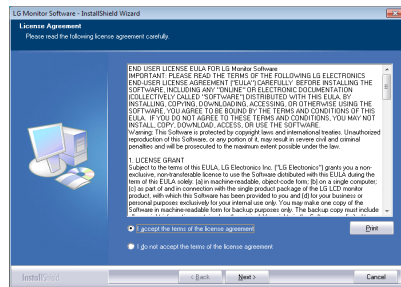 LG Monitor Software - InstallShield Wizard
License Agreement
Please read the following license agreement carefully.
END USER LICENSE EULA FOR LG Monitor Software
IMPORTANT: PLEASE READ THE TERMS OF THE FOLLOWING LG ELECTRONICS
END-USER LICENSE AGREEMENT ("EULA") CAREFULLY. BEFORE INSTALLING THE
SOFTWARE, INCLUDING ANY "ONLINE" OR ELECTRONIC DOCUMENTATION
(COLLECTIVELY CALLED "SOFTWARE") DISTRIBUTED WITH THIS EULA. BY
INSTALLING, COPYING, DOWNLOADING, ACCESSING, OR OTHERWISE USING THE
SOFTWARE, YOU AGREE TO BE BOUND BY THE TERMS AND CONDITIONS OF THIS
EULA. IF YOU DO NOT AGREE TO THESE TERMS AND CONDITIONS, YOU MAY NOT
INSTALL, COPY, DOWNLOAD, ACCESS, OR USE THE SOFTWARE.
Warning: This Software is protected by copyright laws and international treaties. Unauthorized
reproduction of this Software, or any portion of it, may result in severe civil and criminal
penalties and will be prosecuted to the maximum extent possible under the law.
1. LICENSE GRANT
Subject to the terms of this EULA, LG Electronics Inc. ("LG Electronics") grants you a non-
exclusive, non-transferable license to use the Software distributed with this EULA during the
term of this EULA solely: (a) in machine-readable, object-code form; (b) on a single computer;
(c) as part of and in connection with the single product package of the LG LCD monitor
product, with which this Software has been provided to you and (d) for your business or
personal purposes exclusively for your internal use only. You may make one copy of the
Software in machine-readable form for backup purposes only. The backup copy must include
I accept the terms of the license agreement
Print
I do not accept the terms of the license agreement
InstallShield
< Back
Next >
Cancel